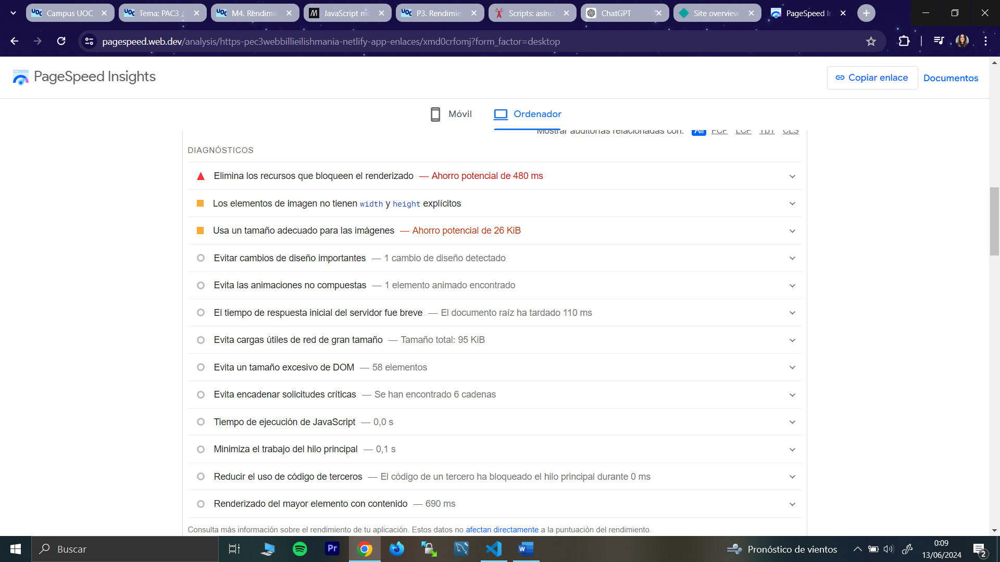 Campus UOC
Tema: PAC3 /
M4. Rendimie
JavaScript mo
P3. Rendimie
Scripts: asínc
ChatGPT
Site overview
PageSpeed In
pagespeed.web.dev/analysis/https-pec3webbillieilishmania-netlify-app-enlaces/xmd0crfomj?form_factor=desktop
PageSpeed Insights
Copiar enlace
Documentos
Móvil
Ordenador
Mostrar auditorías relacionadas con: All FCP LCP TBT CLS
DIAGNÓSTICOS
Elimina los recursos que bloqueen el renderizado — Ahorro potencial de 480 ms
Los elementos de imagen no tienen width y height explícitos
Usa un tamaño adecuado para las imágenes — Ahorro potencial de 26 KiB
Evitar cambios de diseño importantes — 1 cambio de diseño detectado
Evita las animaciones no compuestas — 1 elemento animado encontrado
El tiempo de respuesta inicial del servidor fue breve — El documento raíz ha tardado 110 ms
Evita cargas útiles de red de gran tamaño — Tamaño total: 95 KiB
Evita un tamaño excesivo de DOM — 58 elementos
Evita encadenar solicitudes críticas — Se han encontrado 6 cadenas
Tiempo de ejecución de JavaScript — 0,0 s
Minimiza el trabajo del hilo principal — 0,1 s
Reducir el uso de código de terceros — El código de un tercero ha bloqueado el hilo principal durante 0 ms
Renderizado del mayor elemento con contenido — 690 ms
Consulta más información sobre el rendimiento de tu aplicación. Estos datos no afectan directamente a la puntuación del rendimiento.
Buscar
Pr
Pronóstico de vientos
0:09
13/06/2024
2